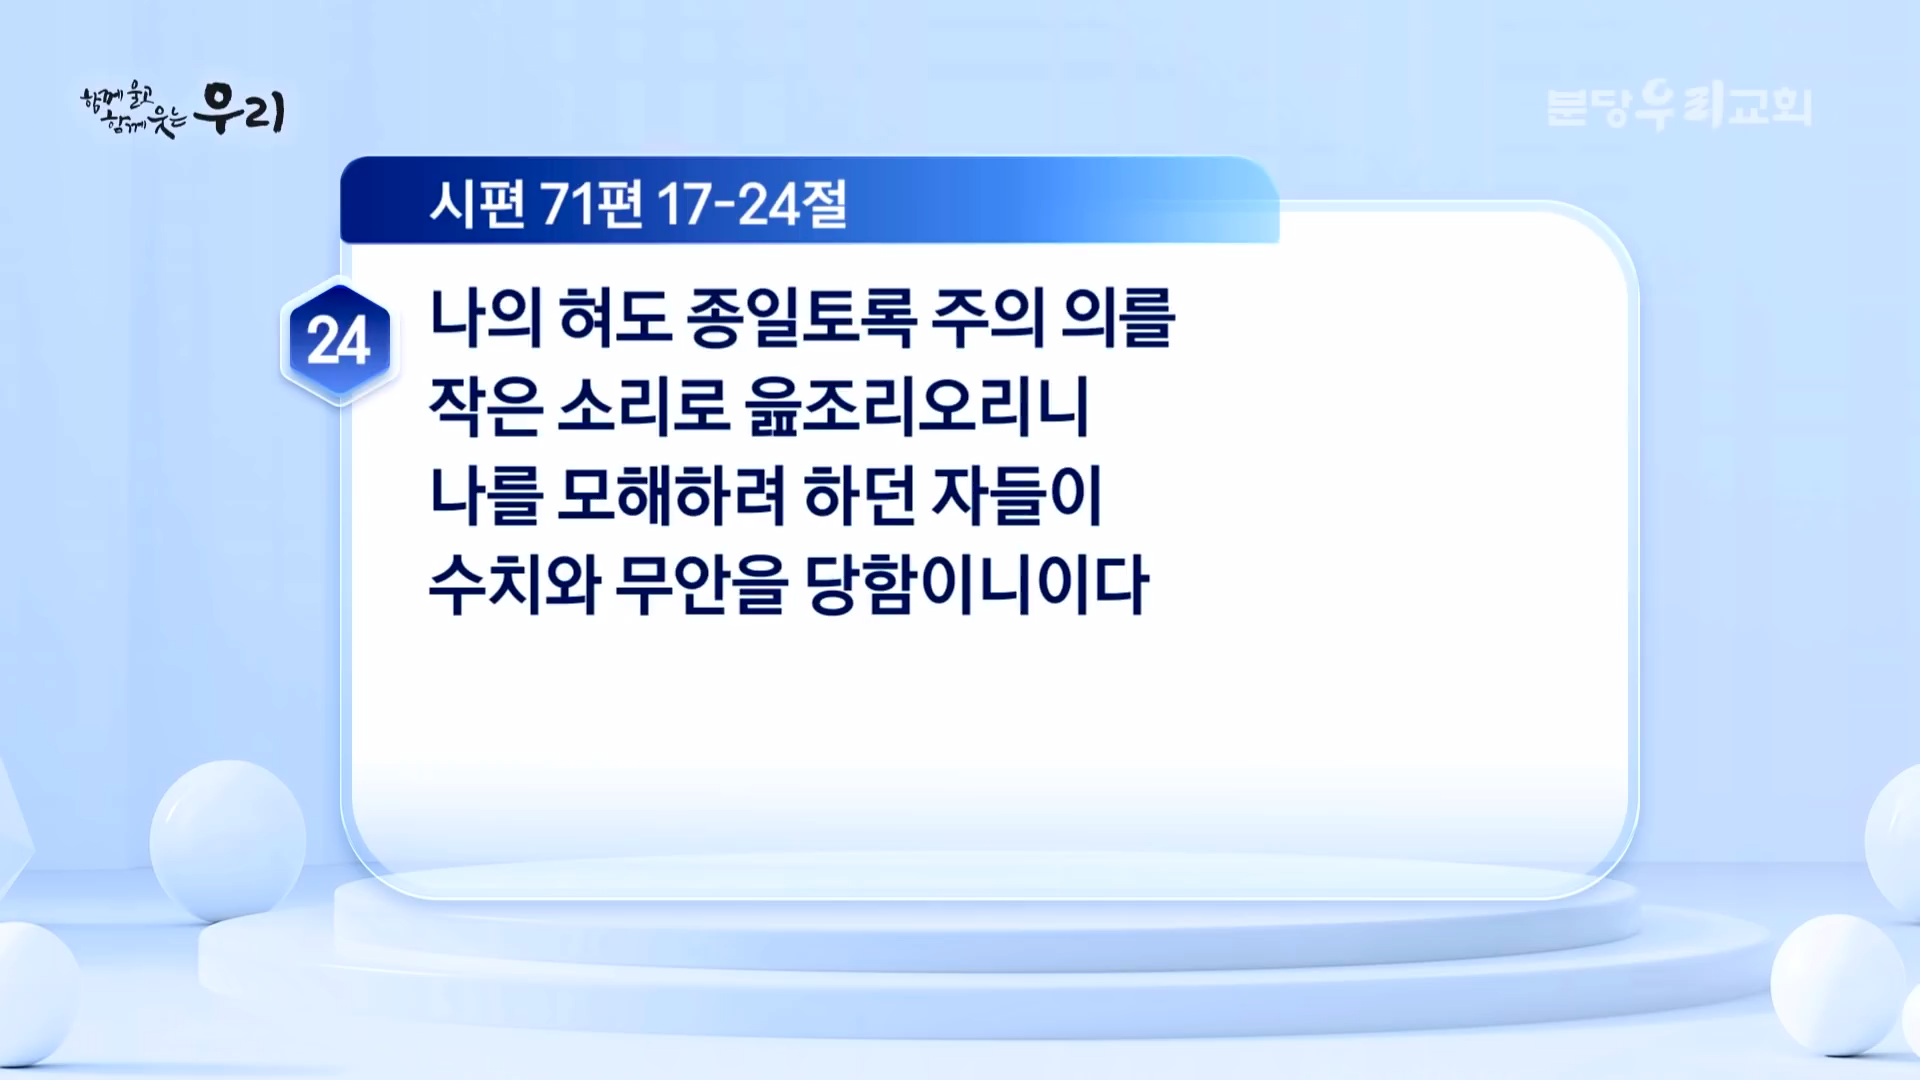 함께 울고
함께 웃는 우리
분당우리교회
시편 71편 17-24절
24
나의 혀도 종일토록 주의 의를
작은 소리로 읊조리오리니
나를 모해하려 하던 자들이
수치와 무안을 당함이니이다